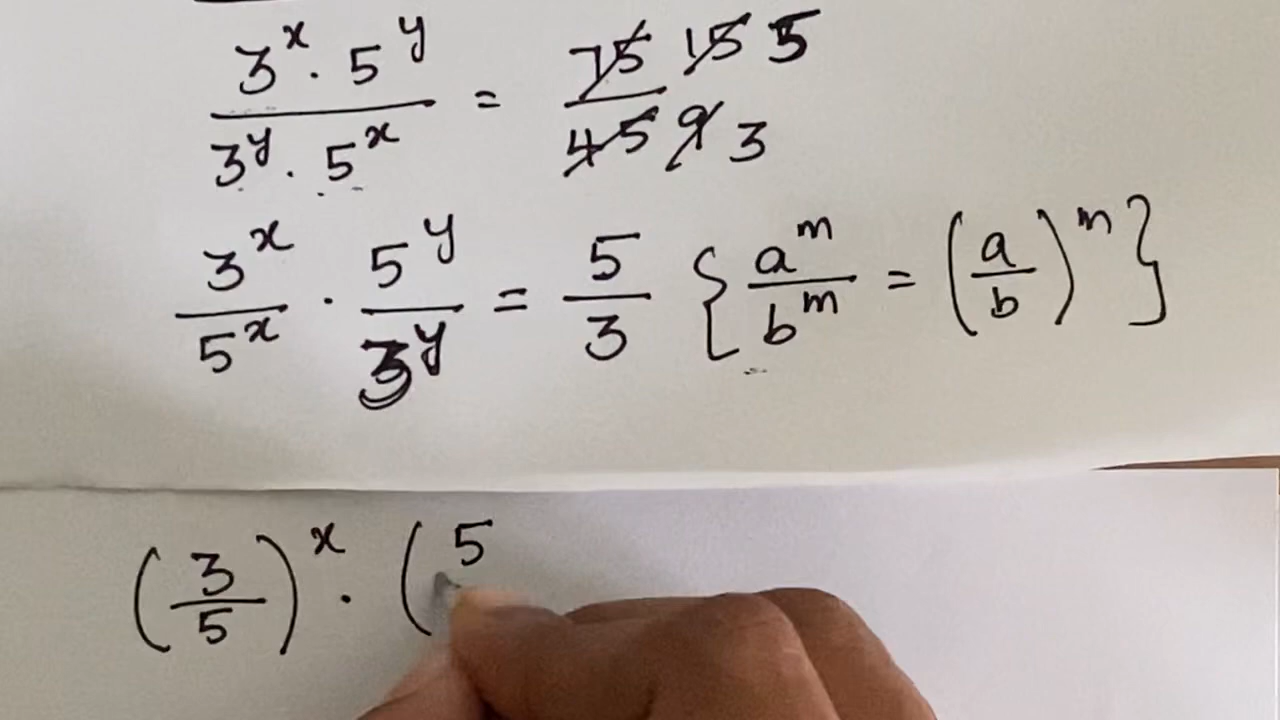 3^x · 5^y / 3^y · 5^x = 75 15 5 / 45 9 3
3^x / 5^x · 5^y / 3^y = 5 / 3 { a^m / b^m = (a / b)^m }
(3 / 5)^x · (5